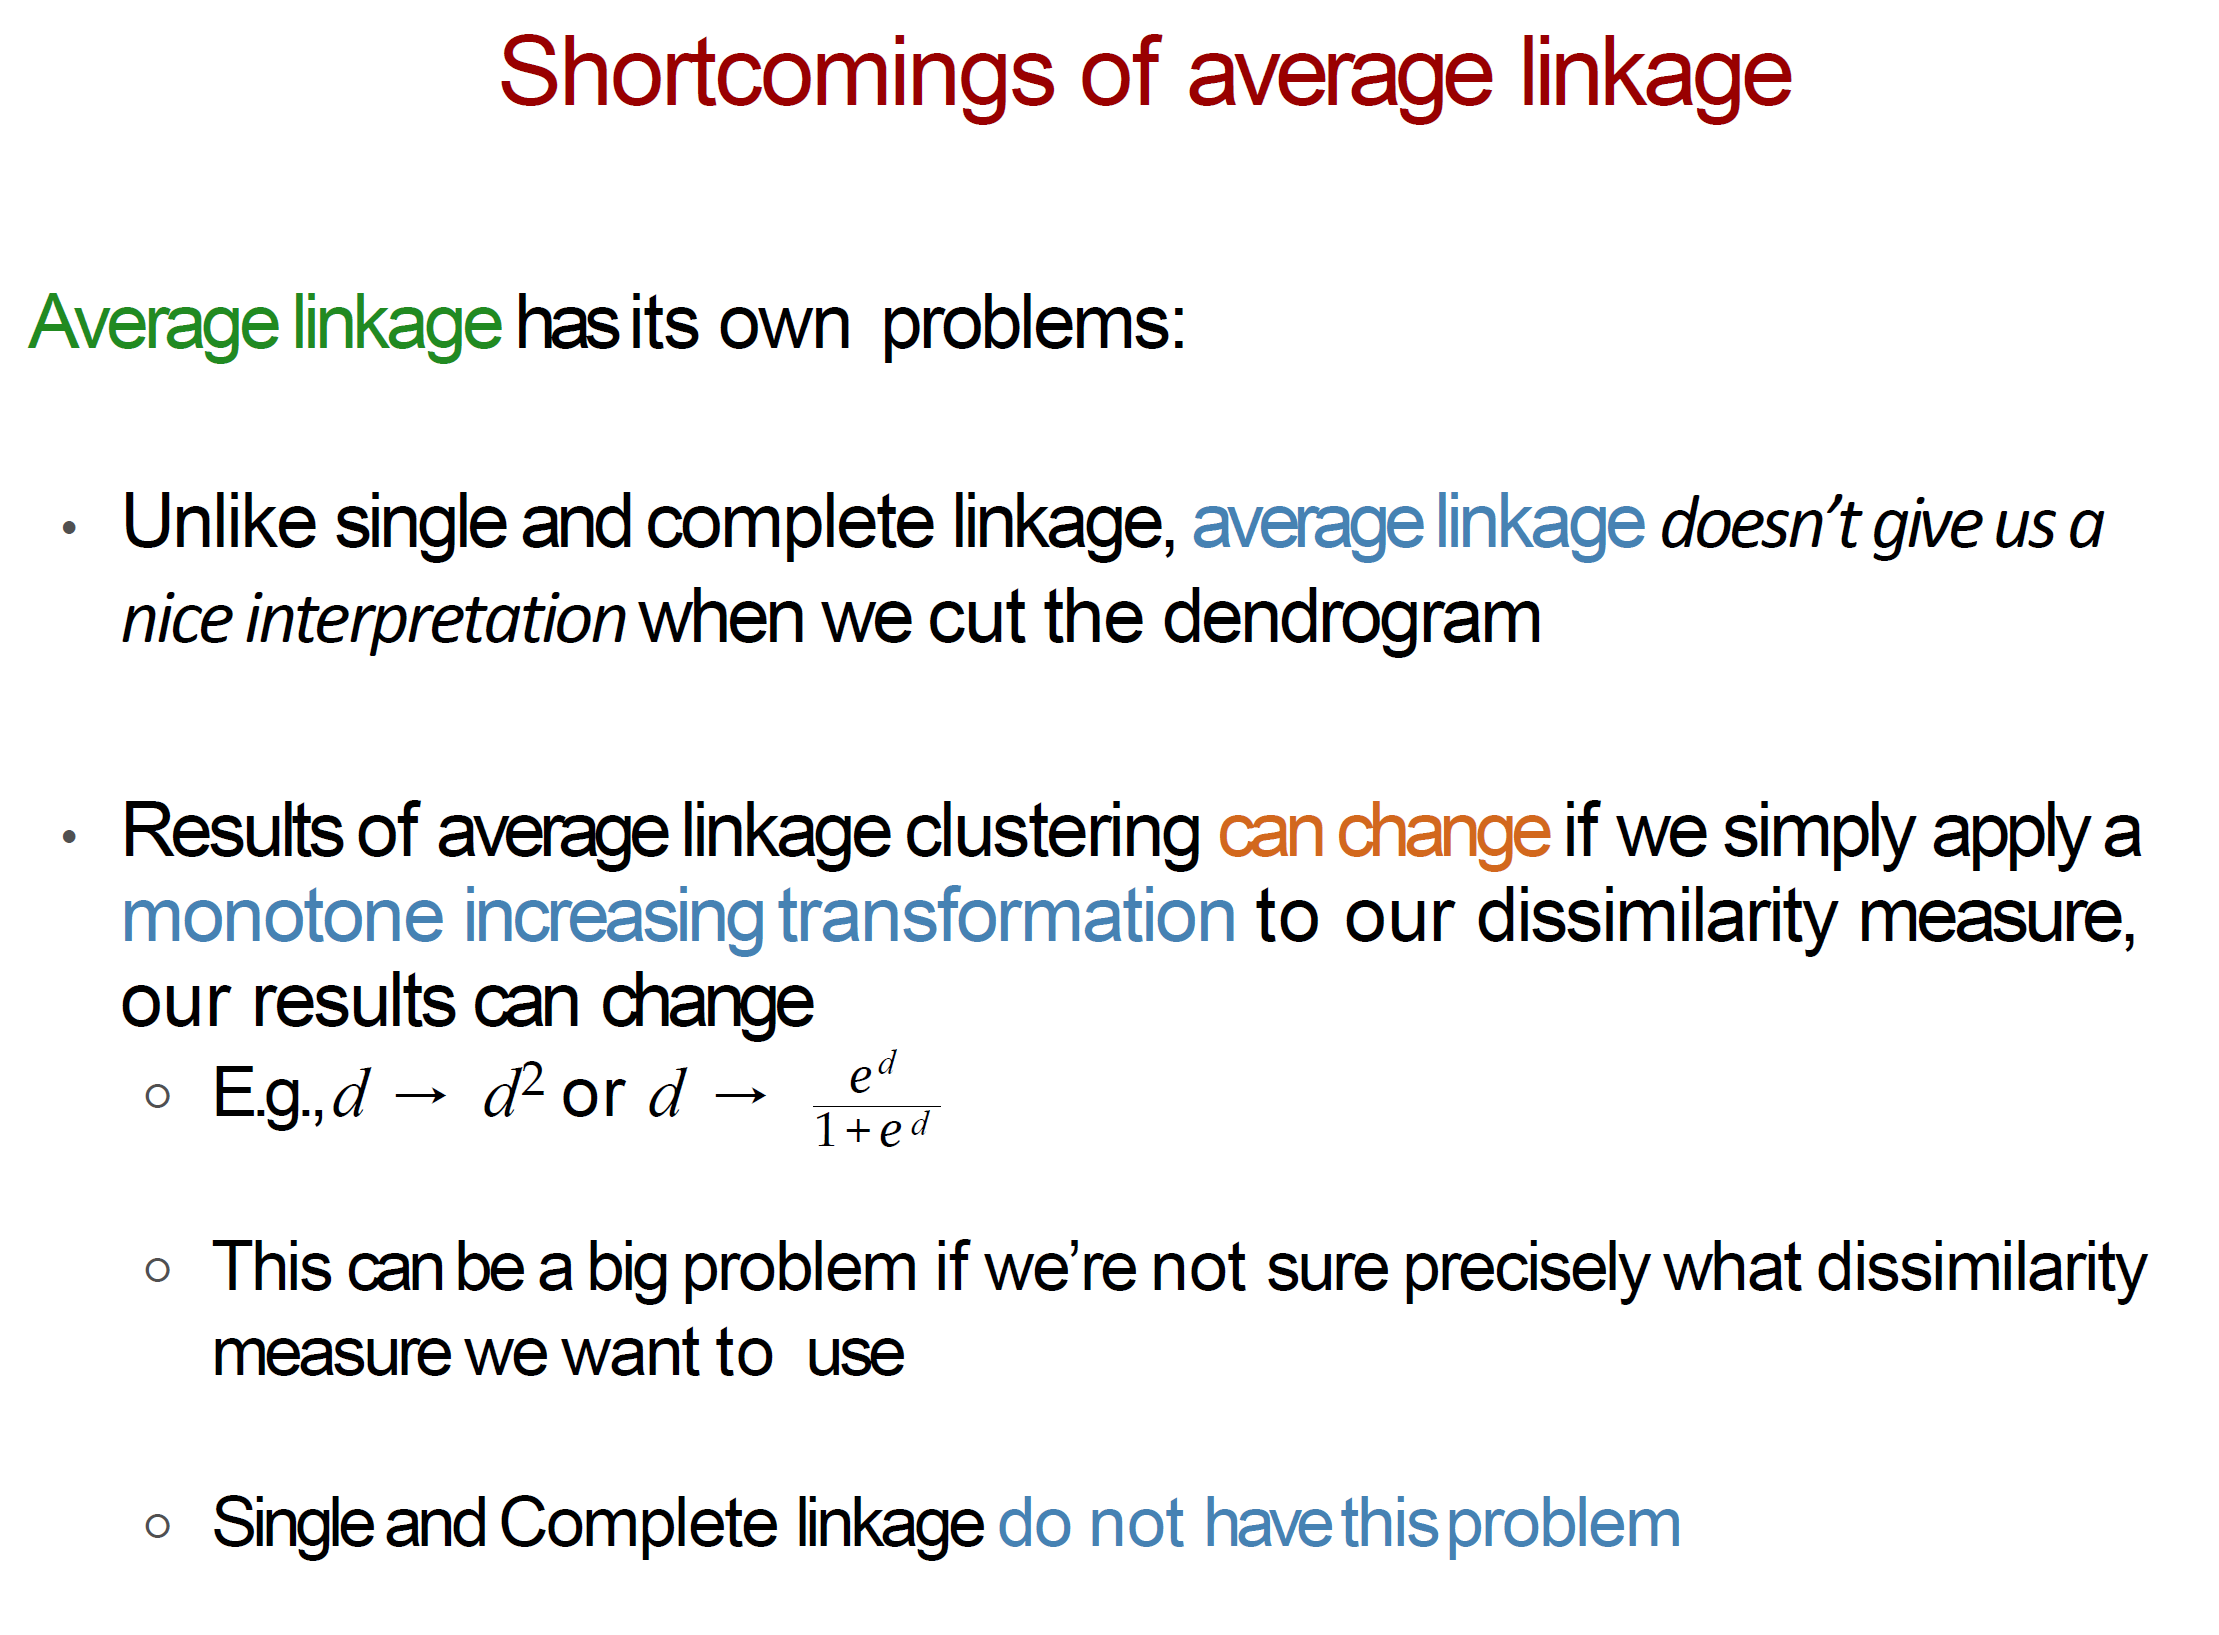 Shortcomings of average linkage
Average linkage has its own problems:
• Unlike single and complete linkage, average linkage doesn’t give us a
nice interpretation when we cut the dendrogram
• Results of average linkage clustering can change if we simply apply a
monotone increasing transformation to our dissimilarity measure,
our results can change
○ E.g., d → d² or d → e^d / (1 + e^d)
○ This can be a big problem if we’re not sure precisely what dissimilarity
measure we want to use
○ Single and Complete linkage do not have this problem